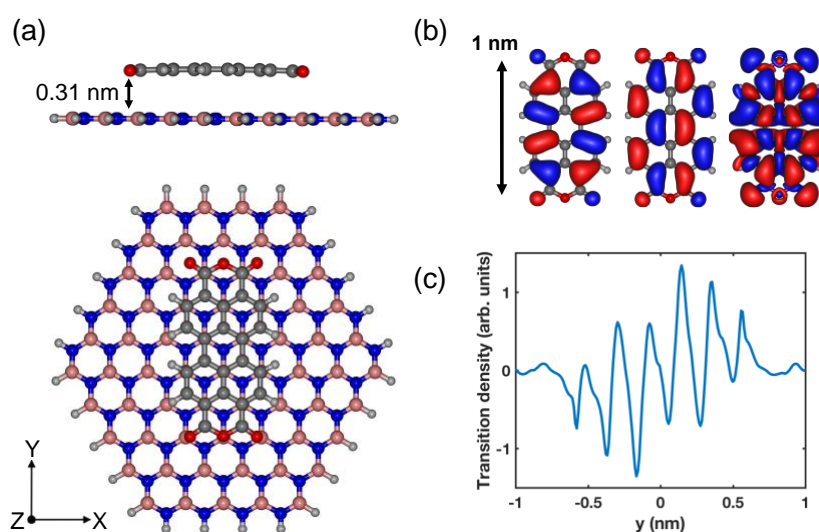 (a)
0.31 nm
Y
Z
X
(b)
1 nm
(c)
Transition density (arb. units)
1
0
-1
-1
-0.5
0
0.5
1
y (nm)